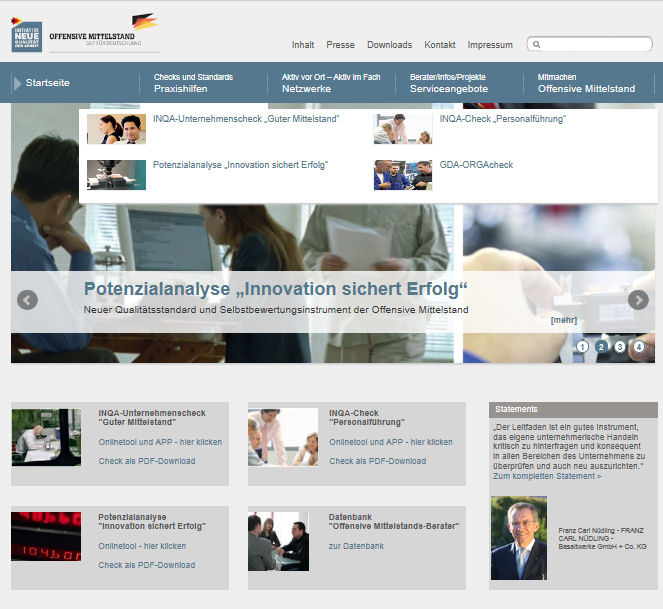 INITIATIVE
NEUE
QUALITÄT
DER ARBEIT
OFFENSIVE MITTELSTAND
GUT FÜR DEUTSCHLAND
Inhalt Presse Downloads Kontakt Impressum
Startseite
Checks und Standards
Praxishilfen
Aktiv vor Ort – Aktiv im Fach
Netzwerke
Berater/Infos/Projekte
Serviceangebote
Mitmachen
Offensive Mittelstand
INQA-Unternehmenscheck „Guter Mittelstand“
INQA-Check „Personalführung“
Potenzialanalyse „Innovation sichert Erfolg“
GDA-ORGAcheck
Potenzialanalyse „Innovation sichert Erfolg“
Neuer Qualitätsstandard und Selbstbewertungsinstrument der Offensive Mittelstand
[mehr]
1 2 3 4
INQA-Unternehmenscheck
"Guter Mittelstand"
Onlinetool und APP - hier klicken
Check als PDF-Download
INQA-Check
"Personalführung"
Onlinetool und APP - hier klicken
Check als PDF-Download
Statements
„Der Leitfaden ist ein gutes Instrument,
das eigene unternehmerische Handeln
kritisch zu hinterfragen und konsequent
in allen Bereichen des Unternehmens zu
überprüfen und auch neu auszurichten.“
Zum kompletten Statement >
Franz Carl Nüdling - FRANZ
CARL NÜDLING -
Basaltwerke GmbH + Co. KG
Potenzialanalyse
"Innovation sichert Erfolg"
Onlinetool - hier klicken
Check als PDF-Download
Datenbank
"Offensive Mittelstands-Berater"
zur Datenbank